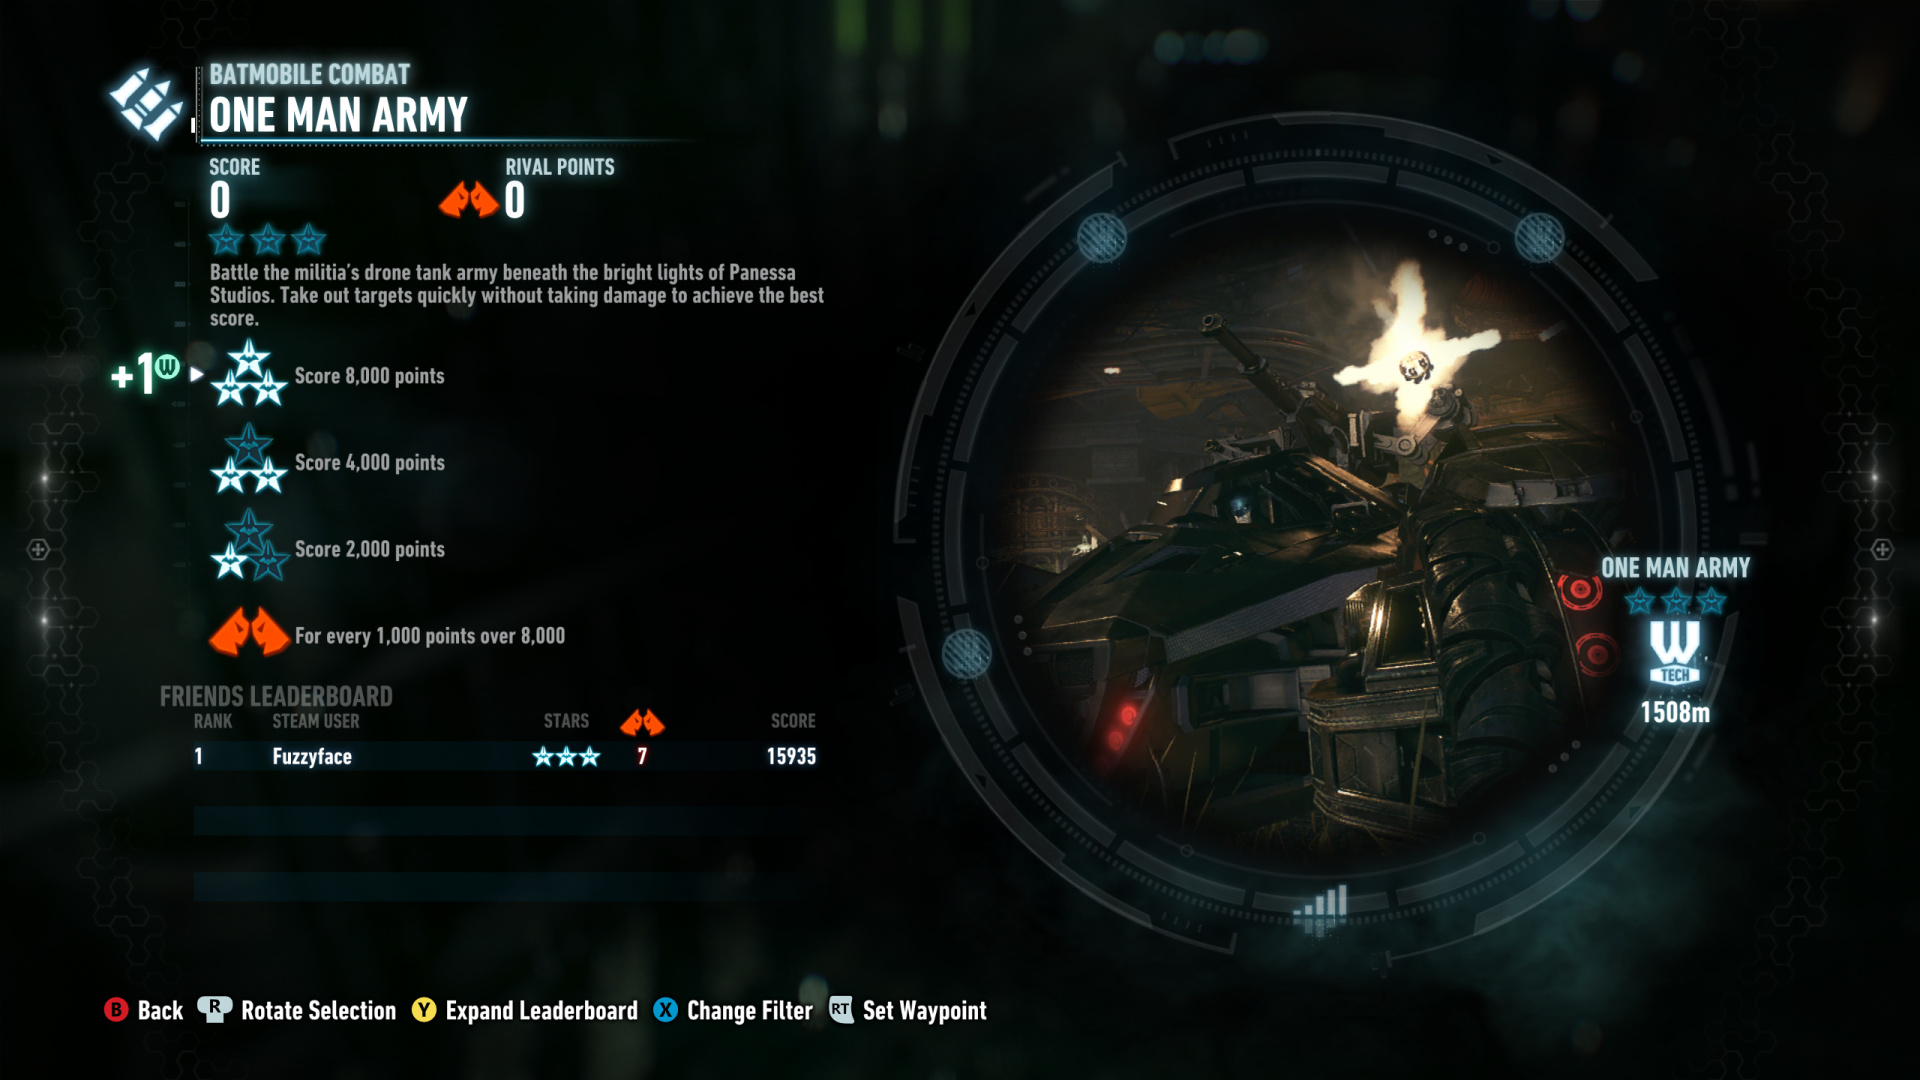 BATMOBILE COMBAT
ONE MAN ARMY
SCORE
0
RIVAL POINTS
0
Battle the militia's drone tank army beneath the bright lights of Panessa
Studios. Take out targets quickly without taking damage to achieve the best
score.
+1 W
Score 8,000 points
Score 4,000 points
Score 2,000 points
For every 1,000 points over 8,000
FRIENDS LEADERBOARD
RANK STEAM USER STARS SCORE
1 Fuzzyface 7 15935
ONE MAN ARMY
W
TECH
1508m
B Back R Rotate Selection Y Expand Leaderboard X Change Filter RT Set Waypoint